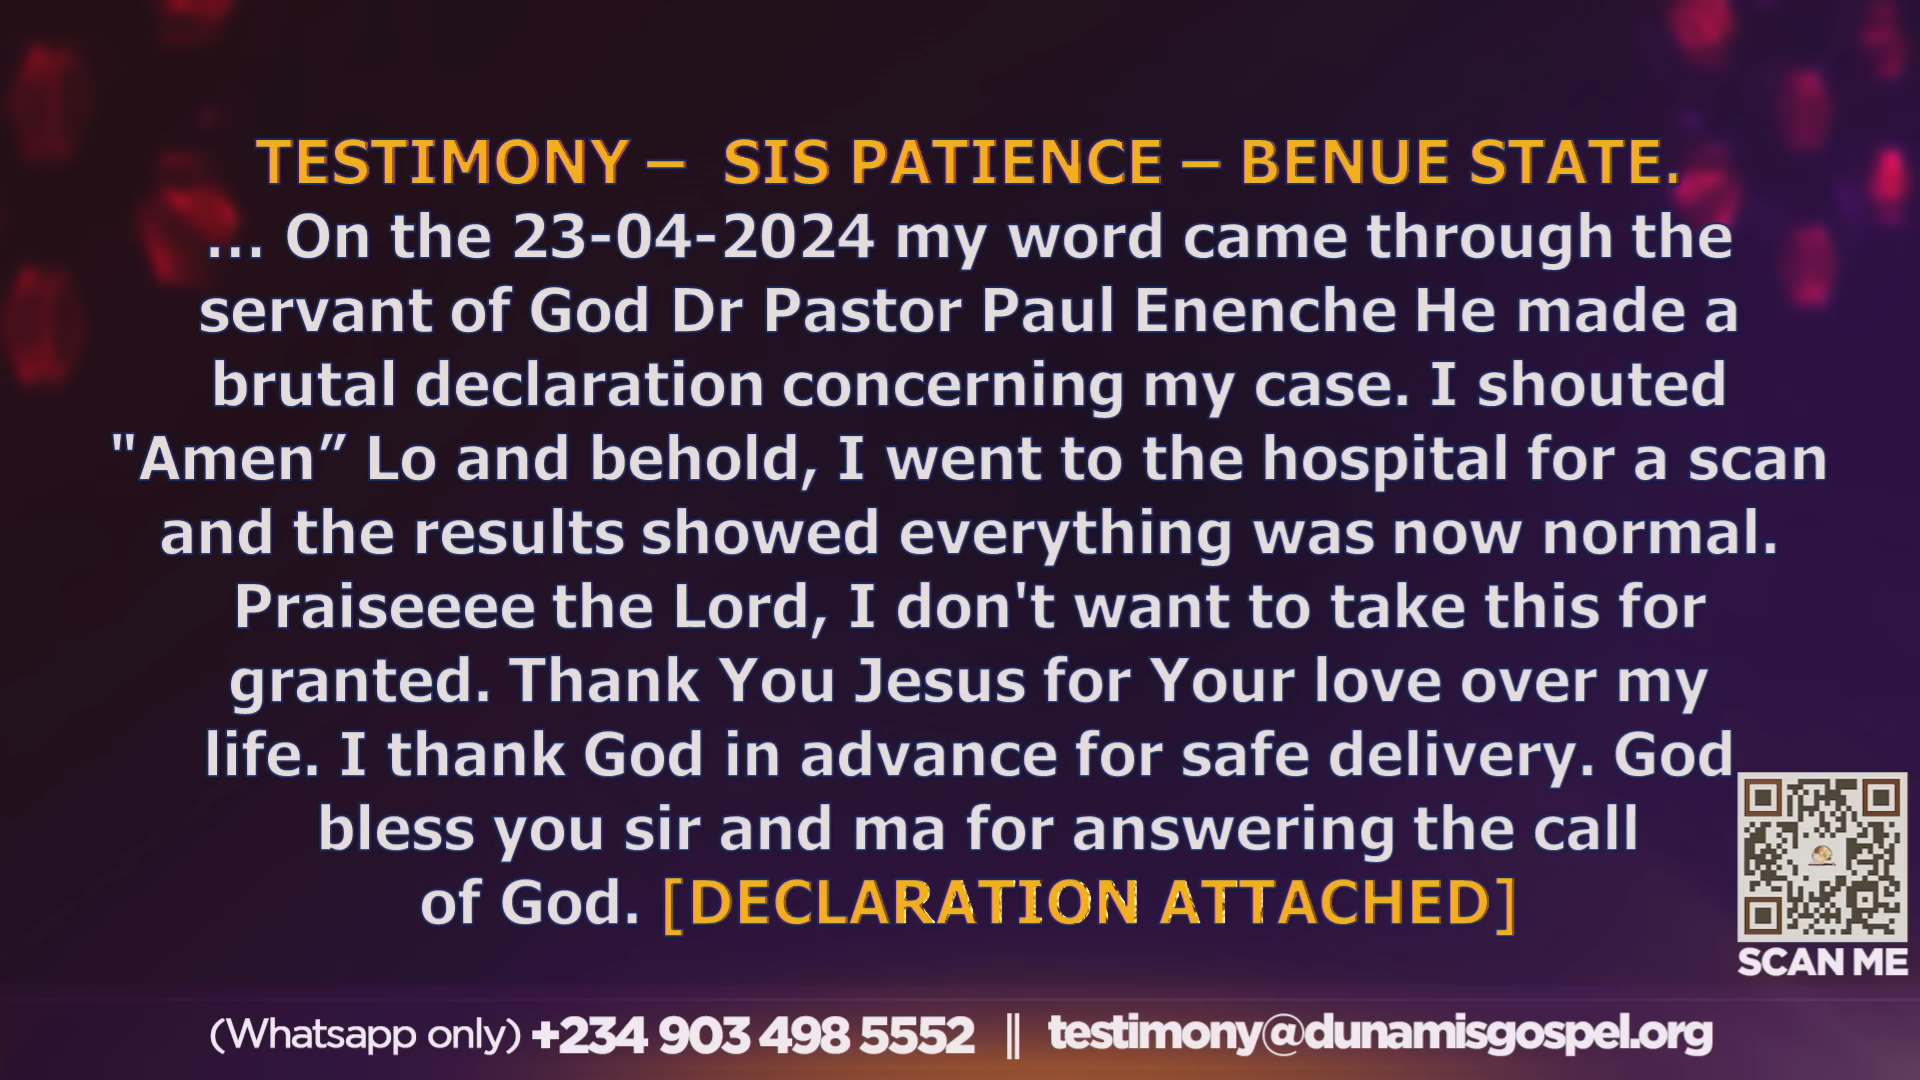 TESTIMONY – SIS PATIENCE – BENUE STATE.
... On the 23-04-2024 my word came through the
servant of God Dr Pastor Paul Enenche He made a
brutal declaration concerning my case. I shouted
"Amen” Lo and behold, I went to the hospital for a scan
and the results showed everything was now normal.
Praiseeee the Lord, I don't want to take this for
granted. Thank You Jesus for Your love over my
life. I thank God in advance for safe delivery. God
bless you sir and ma for answering the call
of God. [DECLARATION ATTACHED]
SCAN ME
(Whatsapp only) +234 903 498 5552 || testimony@dunamisgospel.org